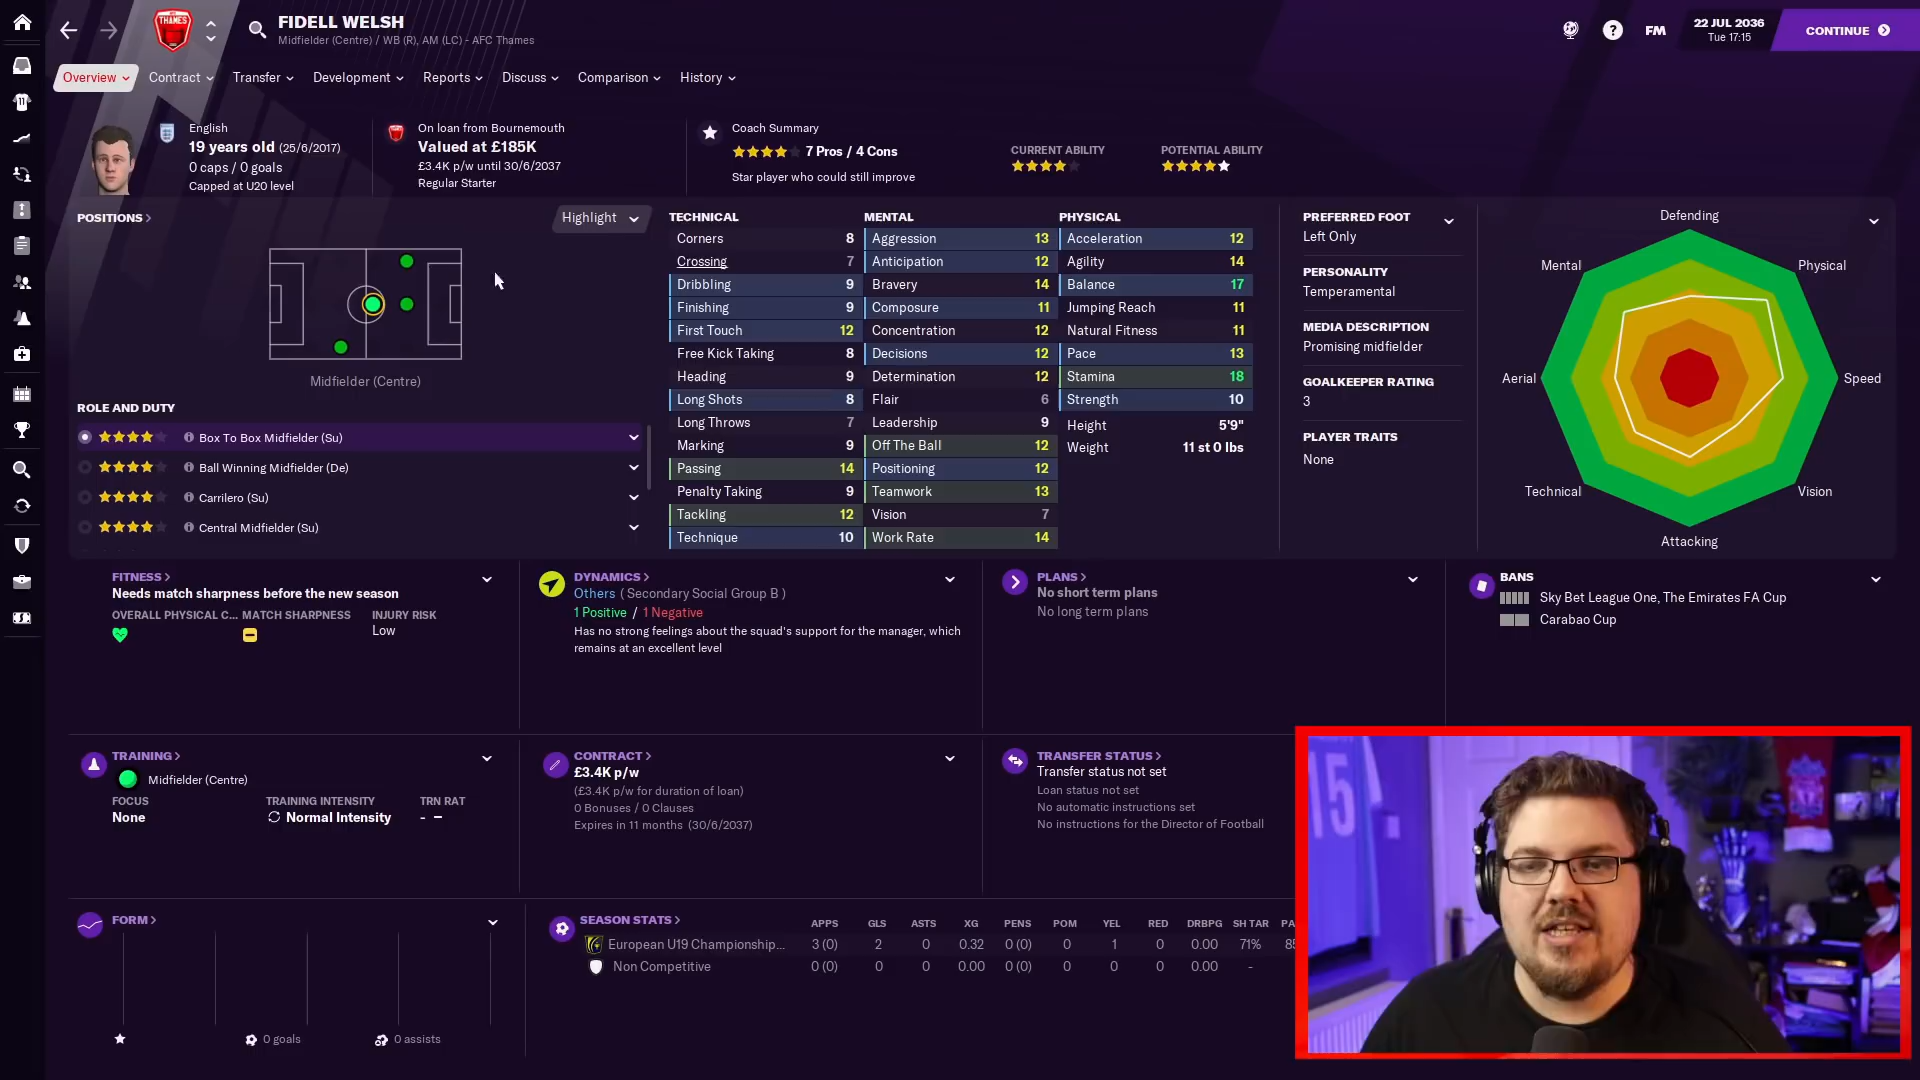 THAMES
FIDELL WELSH
Midfielder (Centre) / WB (R), AM (LC) - AFC Thames
FM
22 JUL 2036
Tue 17:15
CONTINUE
Overview
Contract
Transfer
Development
Reports
Discuss
Comparison
History
English
19 years old (25/6/2017)
0 caps / 0 goals
Capped at U20 level
On loan from Bournemouth
Valued at £185K
£3.4K p/w until 30/6/2037
Regular Starter
Coach Summary
7 Pros / 4 Cons
Star player who could still improve
CURRENT ABILITY
POTENTIAL ABILITY
POSITIONS
Highlight
Midfielder (Centre)
ROLE AND DUTY
Box To Box Midfielder (Su)
Ball Winning Midfielder (De)
Carrilero (Su)
Central Midfielder (Su)
TECHNICAL
Corners 8
Crossing 7
Dribbling 9
Finishing 9
First Touch 12
Free Kick Taking 8
Heading 9
Long Shots 8
Long Throws 7
Marking 9
Passing 14
Penalty Taking 9
Tackling 12
Technique 10
MENTAL
Aggression 13
Anticipation 12
Bravery 14
Composure 11
Concentration 12
Decisions 12
Determination 12
Flair 6
Leadership 9
Off The Ball 12
Positioning 12
Teamwork 13
Vision 7
Work Rate 14
PHYSICAL
Acceleration 12
Agility 14
Balance 17
Jumping Reach 11
Natural Fitness 11
Pace 13
Stamina 18
Strength 10
Height 5'9"
Weight 11 st 0 lbs
PREFERRED FOOT
Left Only
PERSONALITY
Temperamental
MEDIA DESCRIPTION
Promising midfielder
GOALKEEPER RATING
3
PLAYER TRAITS
None
Defending
Mental
Physical
Aerial
Speed
Technical
Vision
Attacking
FITNESS
Needs match sharpness before the new season
OVERALL PHYSICAL C... MATCH SHARPNESS INJURY RISK
Low
DYNAMICS
Others ( Secondary Social Group B )
1 Positive / 1 Negative
Has no strong feelings about the squad's support for the manager, which
remains at an excellent level
PLANS
No short term plans
No long term plans
BANS
Sky Bet League One, The Emirates FA Cup
Carabao Cup
TRAINING
Midfielder (Centre)
FOCUS TRAINING INTENSITY TRN RAT
None Normal Intensity - –
CONTRACT
£3.4K p/w
(£3.4K p/w for duration of loan)
0 Bonuses / 0 Clauses
Expires in 11 months (30/6/2037)
TRANSFER STATUS
Transfer status not set
Loan status not set
No automatic instructions set
No instructions for the Director of Football
FORM
0 goals
0 assists
SEASON STATS APPS GLS ASTS XG PENS POM YEL RED DRBPG SH TAR PA
European U19 Championship... 3 (0) 2 0 0.32 0 (0) 0 1 0 0.00 71% 85
Non Competitive 0 (0) 0 0 0.00 0 (0) 0 0 0 0.00 -
15